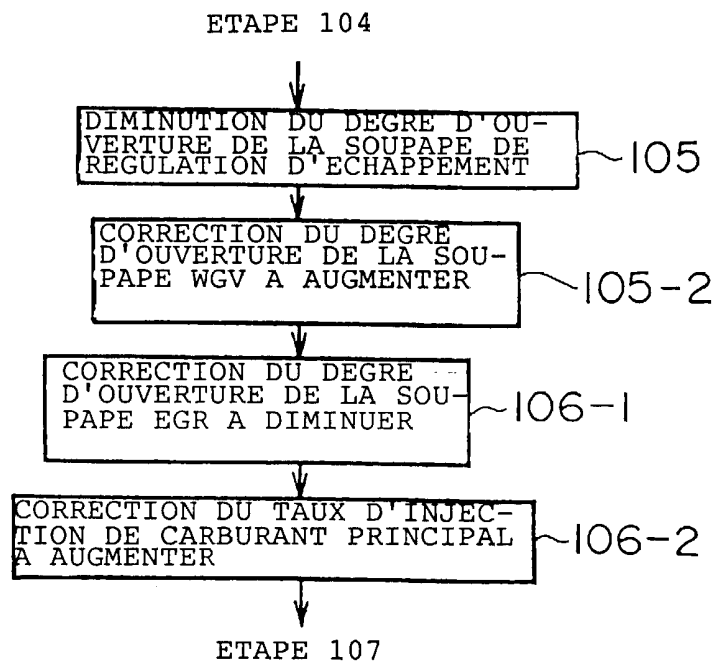 ETAPE 104
DIMINUTION DU DEGRE D'OU-
VERTURE DE LA SOUPAPE DE
REGULATION D'ECHAPPEMENT
105
CORRECTION DU DEGRE
D'OUVERTURE DE LA SOU-
PAPE WGV A AUGMENTER
105-2
CORRECTION DU DEGRE
D'OUVERTURE DE LA SOU-
PAPE EGR A DIMINUER
106-1
CORRECTION DU TAUX D'INJEC-
TION DE CARBURANT PRINCIPAL
A AUGMENTER
106-2
ETAPE 107